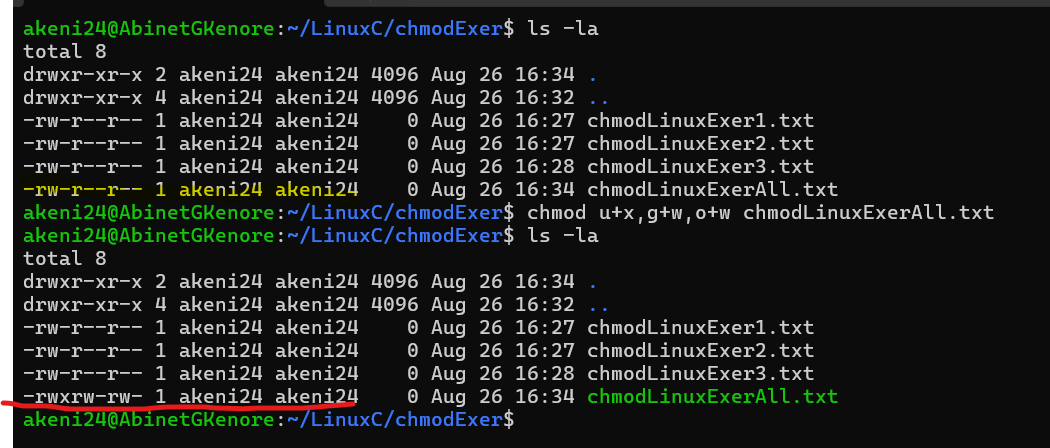 akeni24@AbinetGKenore:~/LinuxC/chmodExer$ ls -la
total 8
drwxr-xr-x 2 akeni24 akeni24 4096 Aug 26 16:34 .
drwxr-xr-x 4 akeni24 akeni24 4096 Aug 26 16:32 ..
-rw-r--r-- 1 akeni24 akeni24    0 Aug 26 16:27 chmodLinuxExer1.txt
-rw-r--r-- 1 akeni24 akeni24    0 Aug 26 16:27 chmodLinuxExer2.txt
-rw-r--r-- 1 akeni24 akeni24    0 Aug 26 16:28 chmodLinuxExer3.txt
-rw-r--r-- 1 akeni24 akeni24    0 Aug 26 16:34 chmodLinuxExerAll.txt
akeni24@AbinetGKenore:~/LinuxC/chmodExer$ chmod u+x,g+w,o+w chmodLinuxExerAll.txt
akeni24@AbinetGKenore:~/LinuxC/chmodExer$ ls -la
total 8
drwxr-xr-x 2 akeni24 akeni24 4096 Aug 26 16:34 .
drwxr-xr-x 4 akeni24 akeni24 4096 Aug 26 16:32 ..
-rw-r--r-- 1 akeni24 akeni24    0 Aug 26 16:27 chmodLinuxExer1.txt
-rw-r--r-- 1 akeni24 akeni24    0 Aug 26 16:27 chmodLinuxExer2.txt
-rw-r--r-- 1 akeni24 akeni24    0 Aug 26 16:28 chmodLinuxExer3.txt
-rwxrw-rw- 1 akeni24 akeni24    0 Aug 26 16:34 chmodLinuxExerAll.txt
akeni24@AbinetGKenore:~/LinuxC/chmodExer$